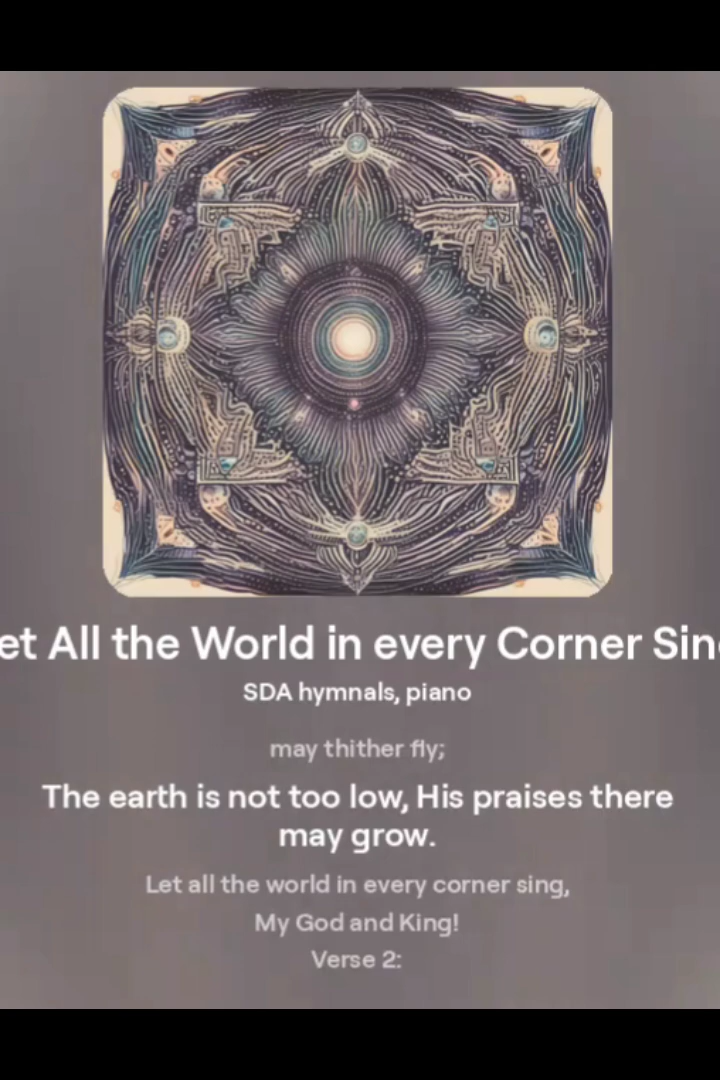 et All the World in every Corner Sin
SDA hymnals, piano
may thither fly;
The earth is not too low, His praises there
may grow.
Let all the world in every corner sing,
My God and King!
Verse 2: